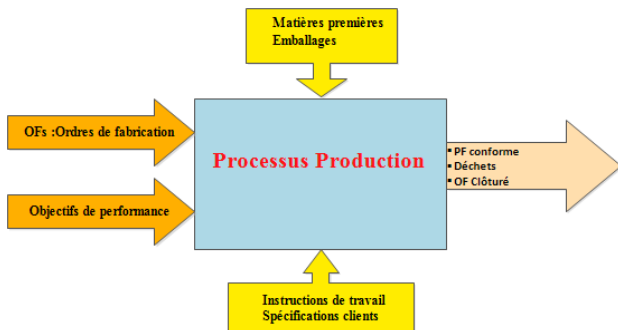 Matières premières
Emballages
OFs :Ordres de fabrication
Processus Production
▪ PF conforme
▪ Déchets
▪ OF Clôturé
Objectifs de performance
Instructions de travail
Spécifications clients